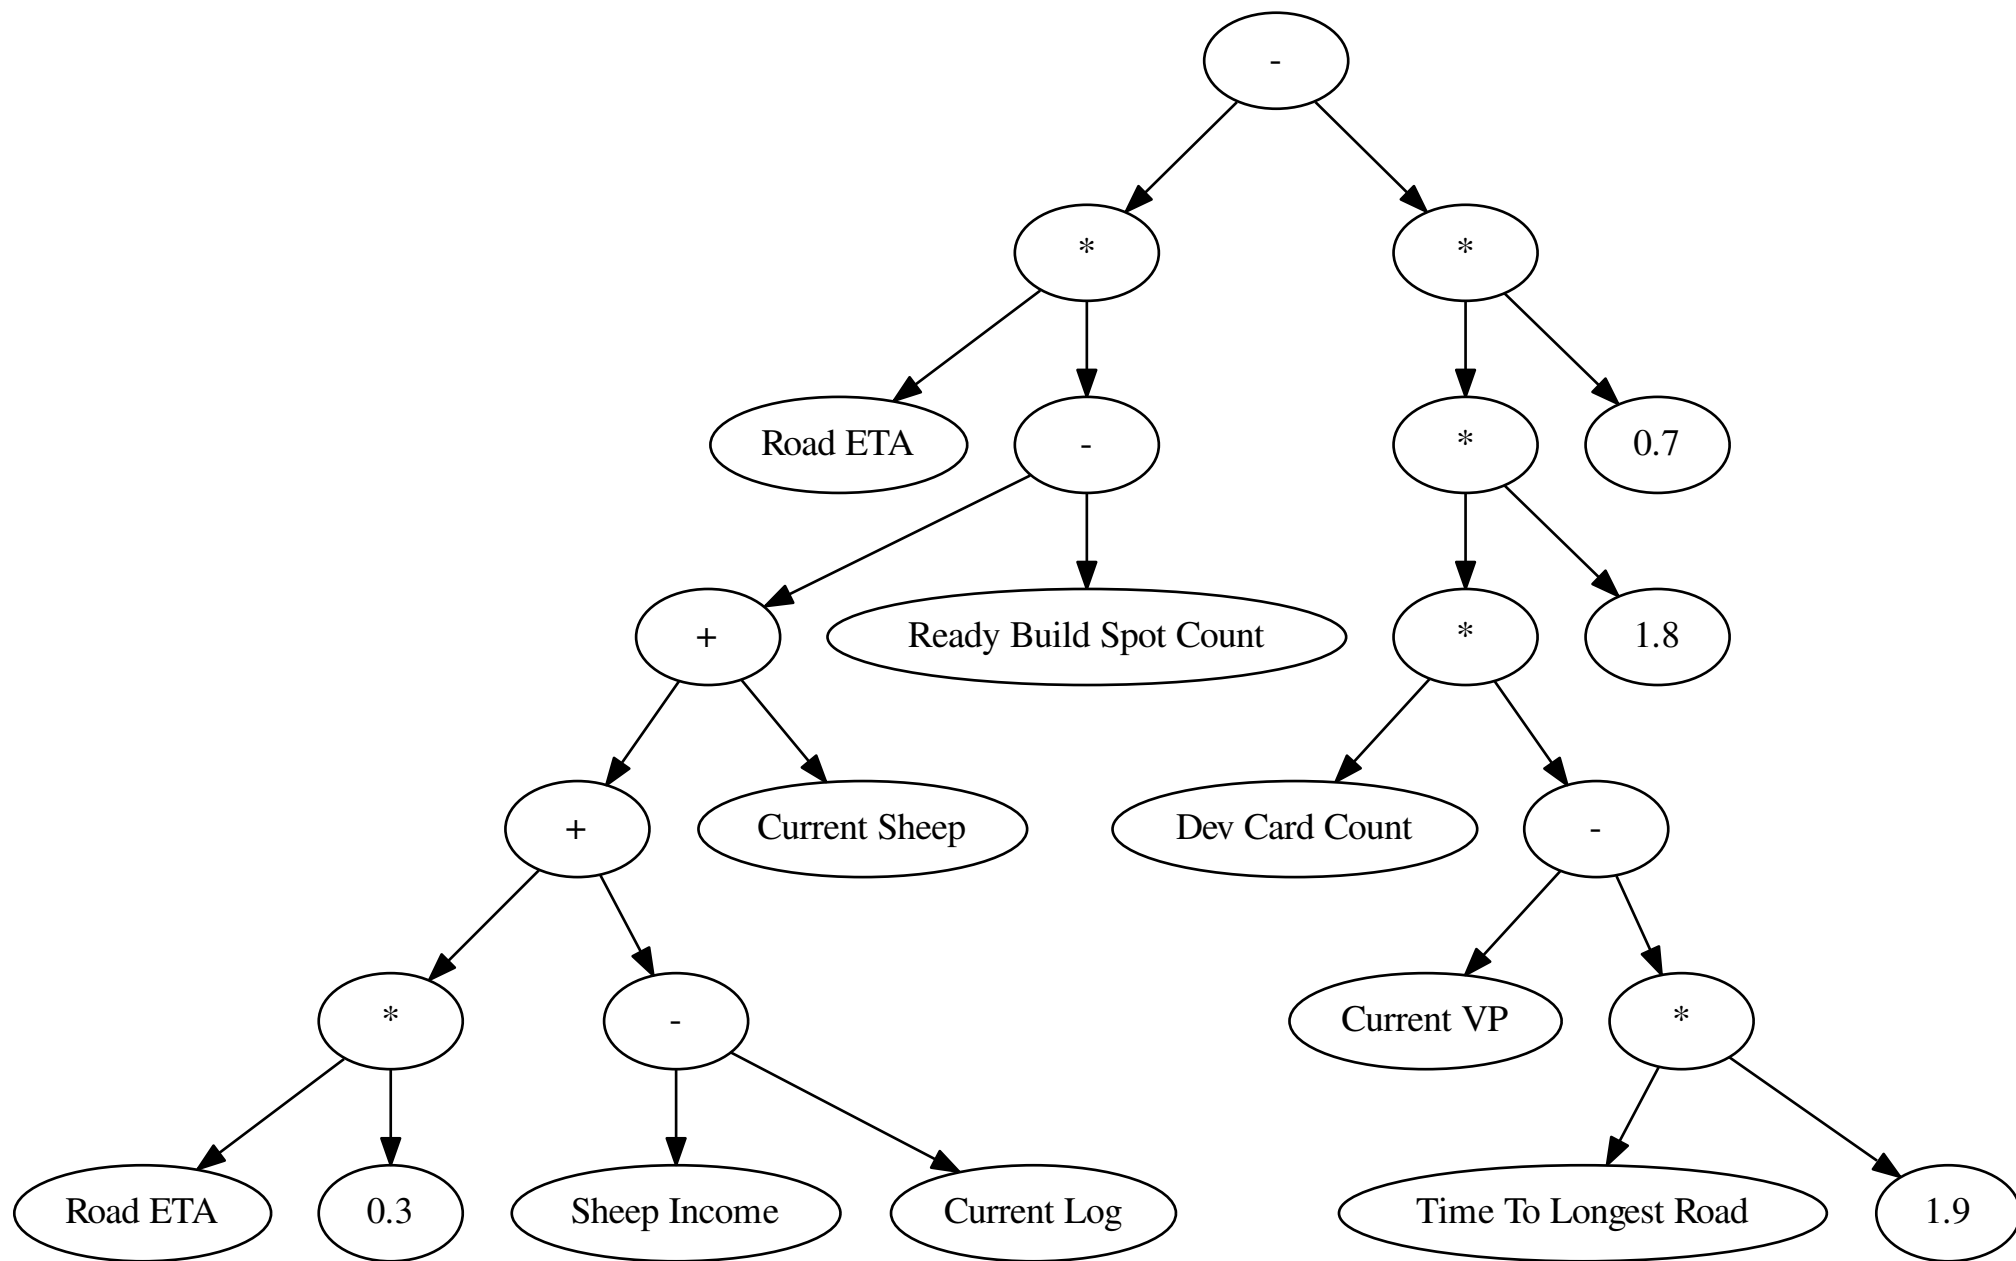 -
*
*
Road ETA
-
*
0.7
+
Ready Build Spot Count
*
1.8
+
Current Sheep
Dev Card Count
-
*
-
Current VP
*
Road ETA
0.3
Sheep Income
Current Log
Time To Longest Road
1.9